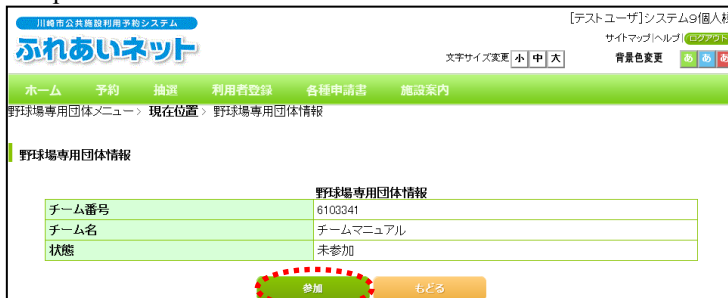 [テストユーザ]システム9個人様
川崎市公共施設利用予約システム
ふれあいネット
サイトマップ|ヘルプ|ログアウト
文字サイズ変更 小 中 大 背景色変更 あ あ あ
ホーム 予約 抽選 利用者登録 各種申請書 施設案内
野球場専用団体メニュー> 現在位置> 野球場専用団体情報
野球場専用団体情報
野球場専用団体情報
チーム番号 6103341
チーム名 チームマニュアル
状態 未参加
参加 もどる